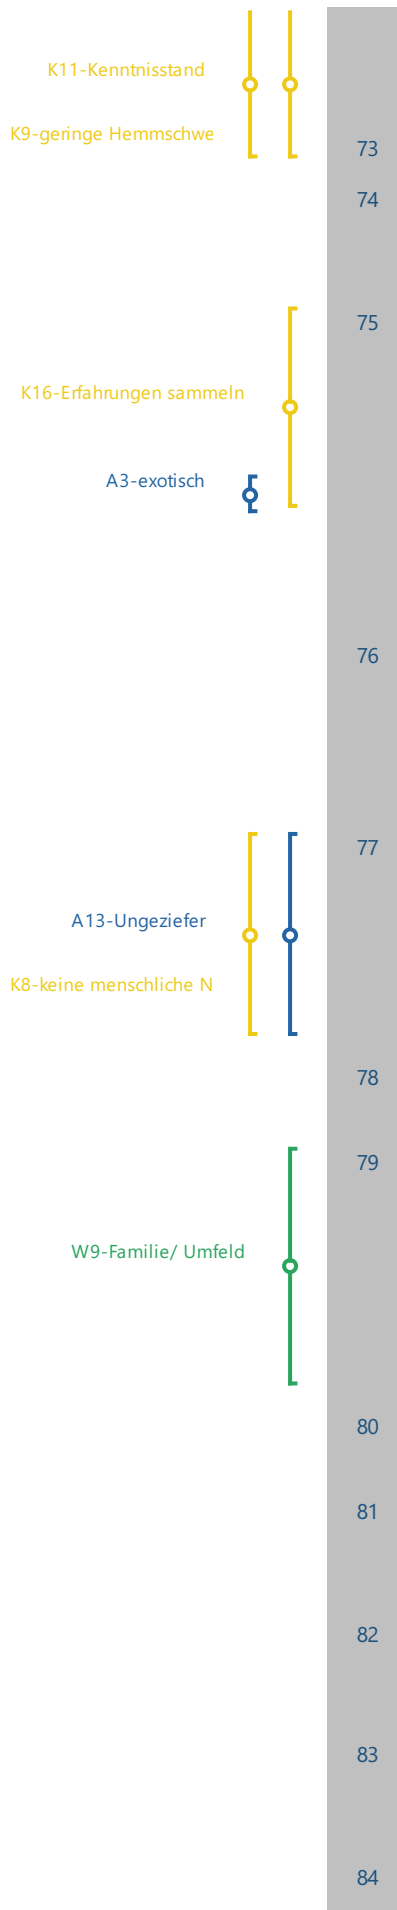 K11-Kenntnisstand
K9-geringe Hemmschwe
73
74
75
K16-Erfahrungen sammeln
A3-exotisch
76
77
A13-Ungeziefer
K8-keine menschliche N
78
79
W9-Familie/ Umfeld
80
81
82
83
84